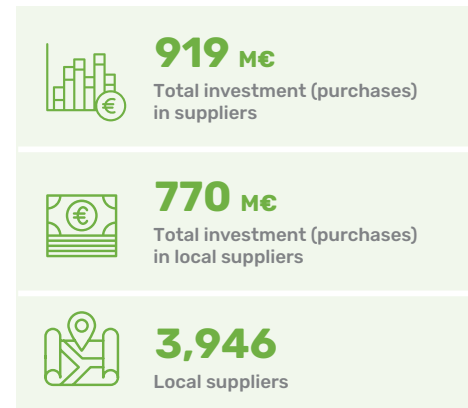 919 M€
Total investment (purchases)
in suppliers
€
770 M€
Total investment (purchases)
in local suppliers
€
3,946
Local suppliers